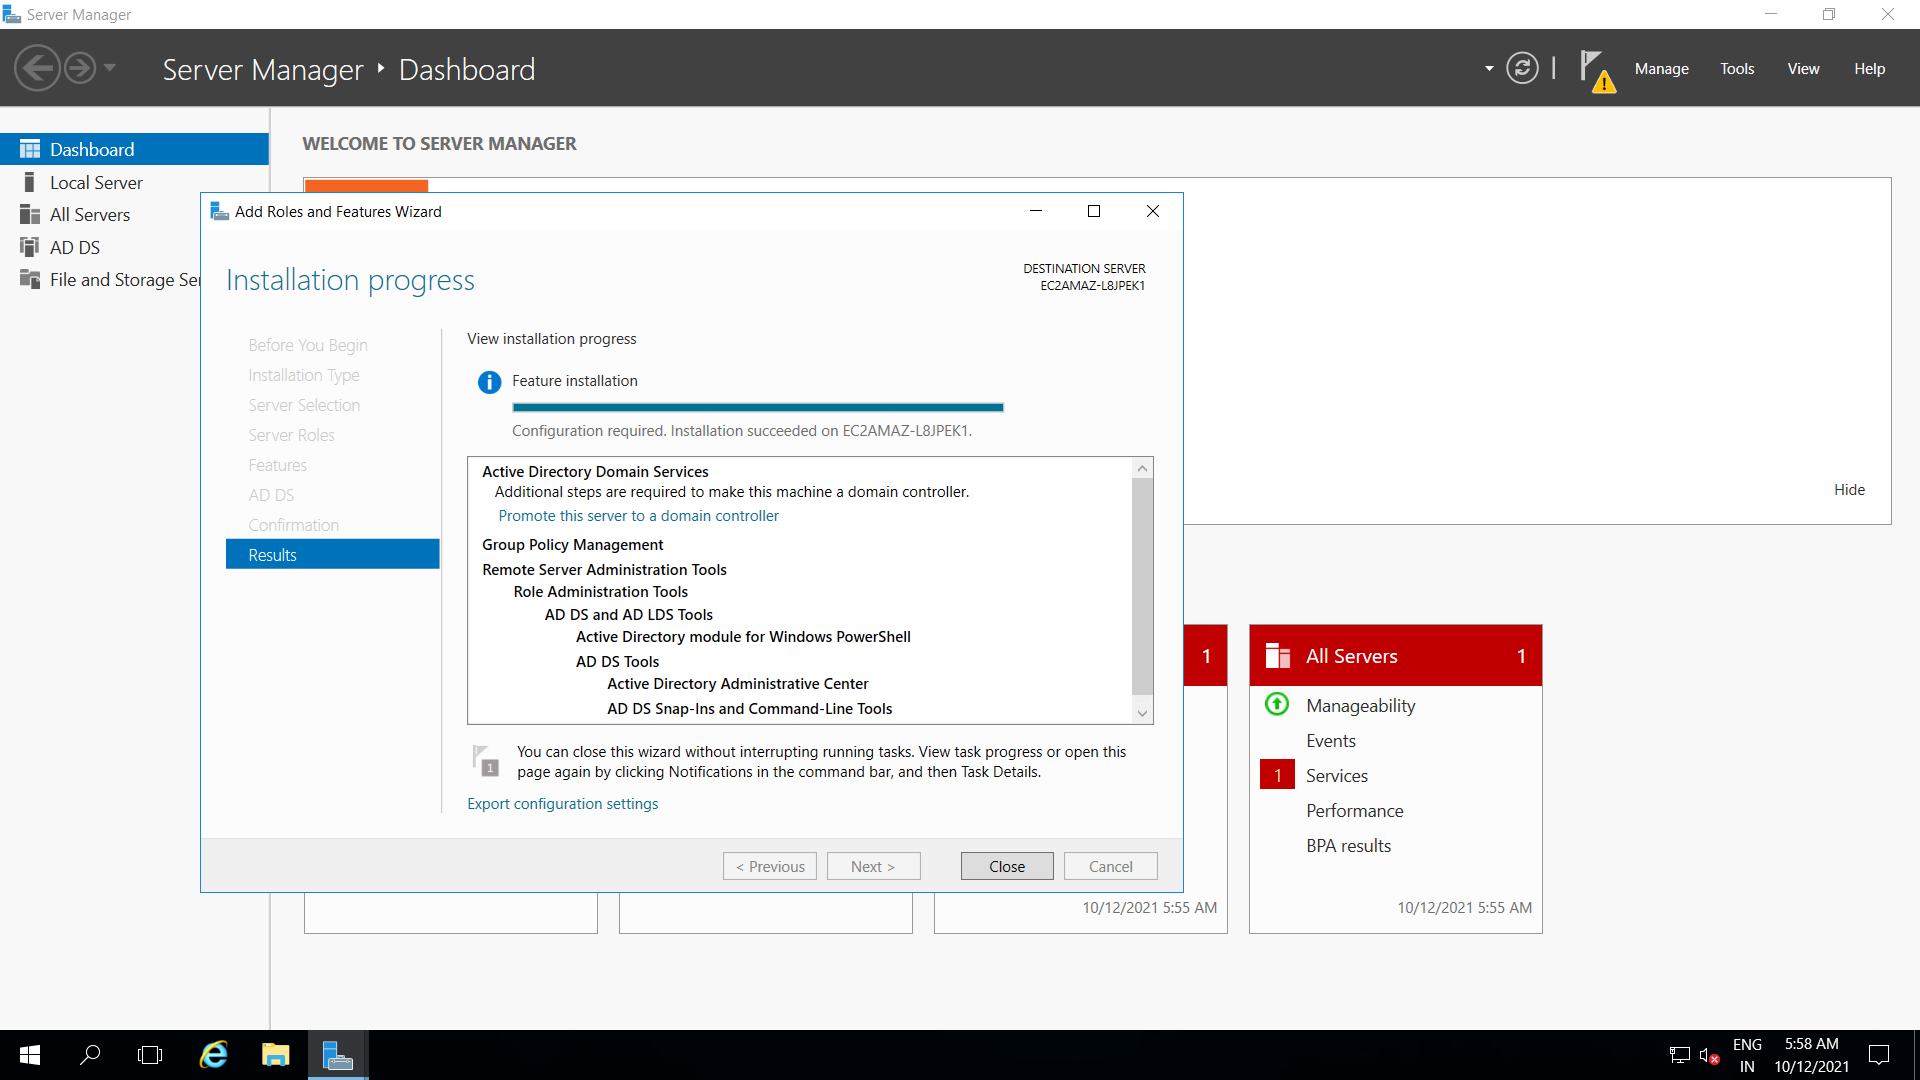 Server Manager
Server Manager
Dashboard
Manage
Tools
View
Help
Dashboard
Local Server
All Servers
AD DS
File and Storage Ser
WELCOME TO SERVER MANAGER
Add Roles and Features Wizard
Installation progress
DESTINATION SERVER
EC2AMAZ-L8JPEK1
Before You Begin
Installation Type
Server Selection
Server Roles
Features
AD DS
Confirmation
Results
View installation progress
Feature installation
Configuration required. Installation succeeded on EC2AMAZ-L8JPEK1.
Active Directory Domain Services
Additional steps are required to make this machine a domain controller.
Promote this server to a domain controller
Group Policy Management
Remote Server Administration Tools
Role Administration Tools
AD DS and AD LDS Tools
Active Directory module for Windows PowerShell
AD DS Tools
Active Directory Administrative Center
AD DS Snap-Ins and Command-Line Tools
1
You can close this wizard without interrupting running tasks. View task progress or open this
page again by clicking Notifications in the command bar, and then Task Details.
Export configuration settings
< Previous
Next >
Close
Cancel
Hide
1
10/12/2021 5:55 AM
All Servers
1
Manageability
Events
1
Services
Performance
BPA results
10/12/2021 5:55 AM
ENG
IN
5:58 AM
10/12/2021